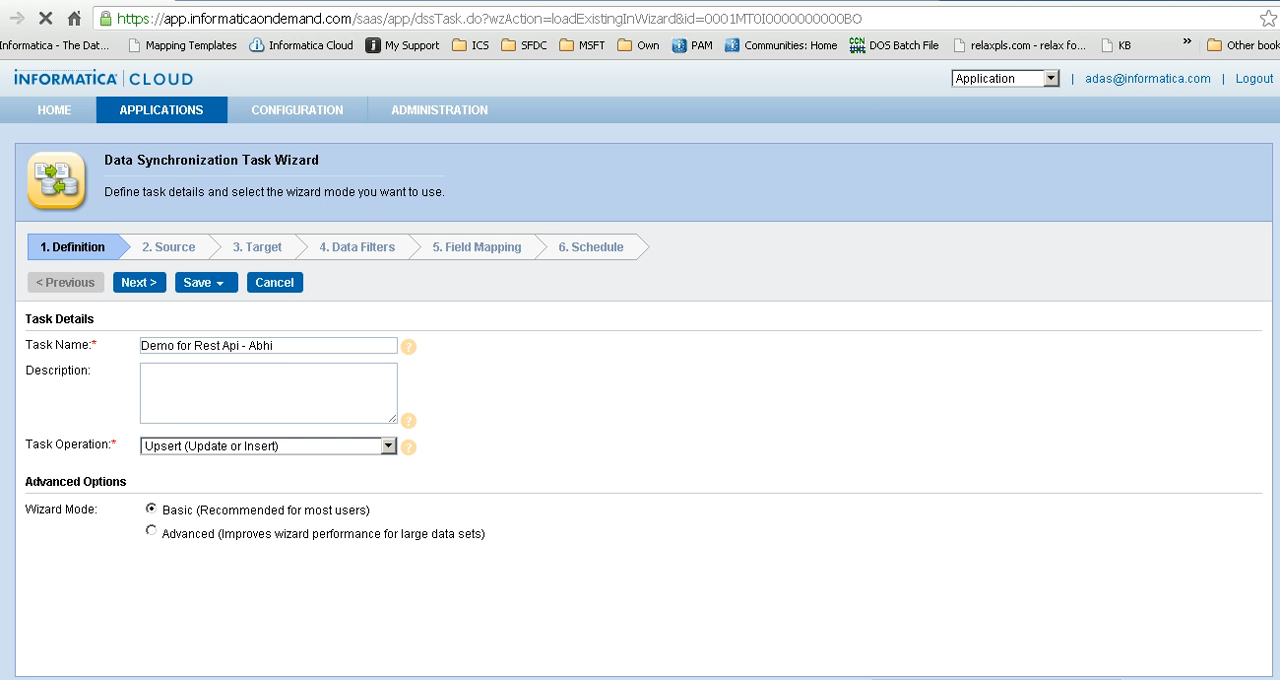 https://app.informaticaondemand.com/saas/app/dssTask.do?wzAction=loadExistingInWizard&id=0001MT0I0000000000BO
Informatica - The Dat... Mapping Templates Informatica Cloud My Support ICS SFDC MSFT Own PAM Communities: Home DOS Batch File relaxpls.com - relax fo... KB » Other book
INFORMATICA CLOUD Application | adas@informatica.com | Logout
HOME APPLICATIONS CONFIGURATION ADMINISTRATION
Data Synchronization Task Wizard
Define task details and select the wizard mode you want to use.
1. Definition 2. Source 3. Target 4. Data Filters 5. Field Mapping 6. Schedule
< Previous Next > Save Cancel
Task Details
Task Name:* Demo for Rest Api - Abhi ?
Description: ?
Task Operation:* Upsert (Update or Insert) ?
Advanced Options
Wizard Mode: Basic (Recommended for most users)
Advanced (Improves wizard performance for large data sets)